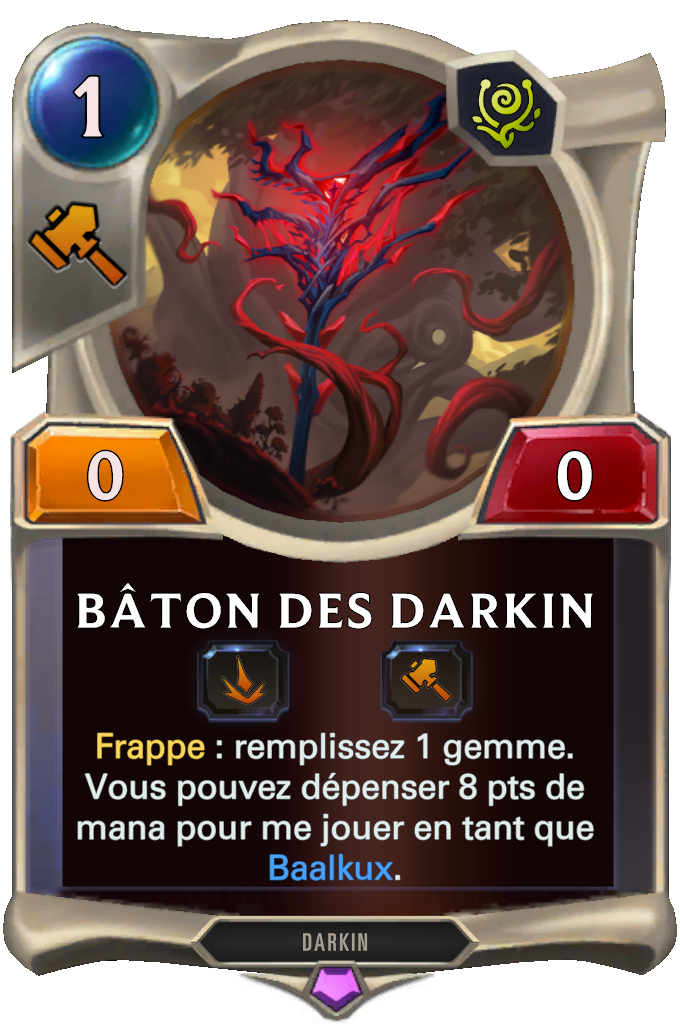 1
0
0
BÂTON DES DARKIN
Frappe : remplissez 1 gemme.
Vous pouvez dépenser 8 pts de
mana pour me jouer en tant que
Baalkux.
DARKIN